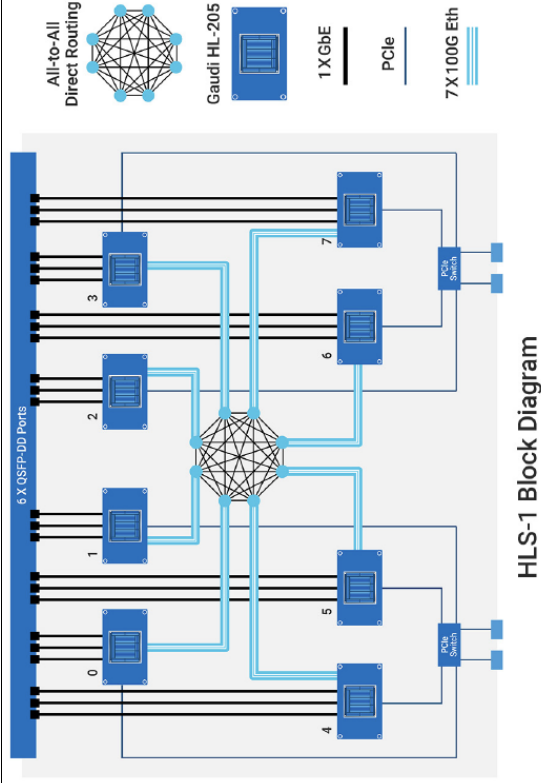 All-to-All
Direct Routing
Gaudi HL-205
1 X GbE
PCIe
7 X 100G Eth
6 X QSFP-DD Ports
0
1
2
3
4
5
6
7
PCIe
Switch
PCIe
Switch
HLS-1 Block Diagram